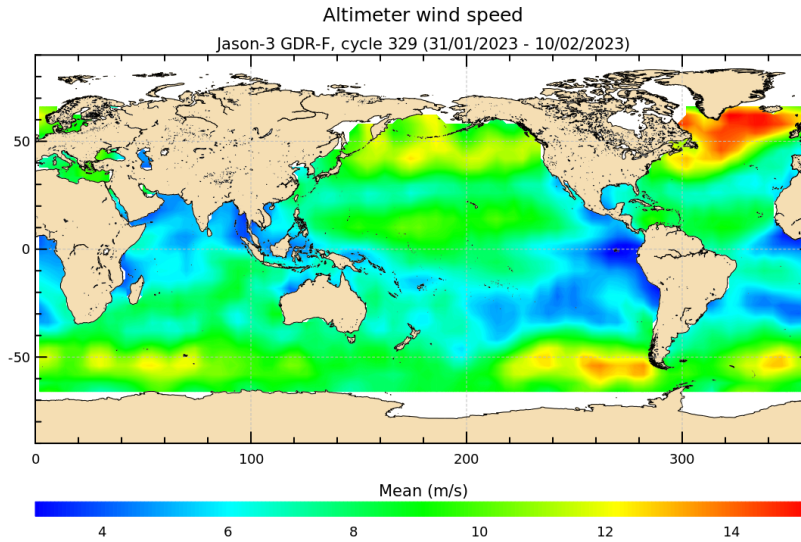 Altimeter wind speed
Jason-3 GDR-F, cycle 329 (31/01/2023 - 10/02/2023)
50
0
-50
0 100 200 300
Mean (m/s)
4 6 8 10 12 14